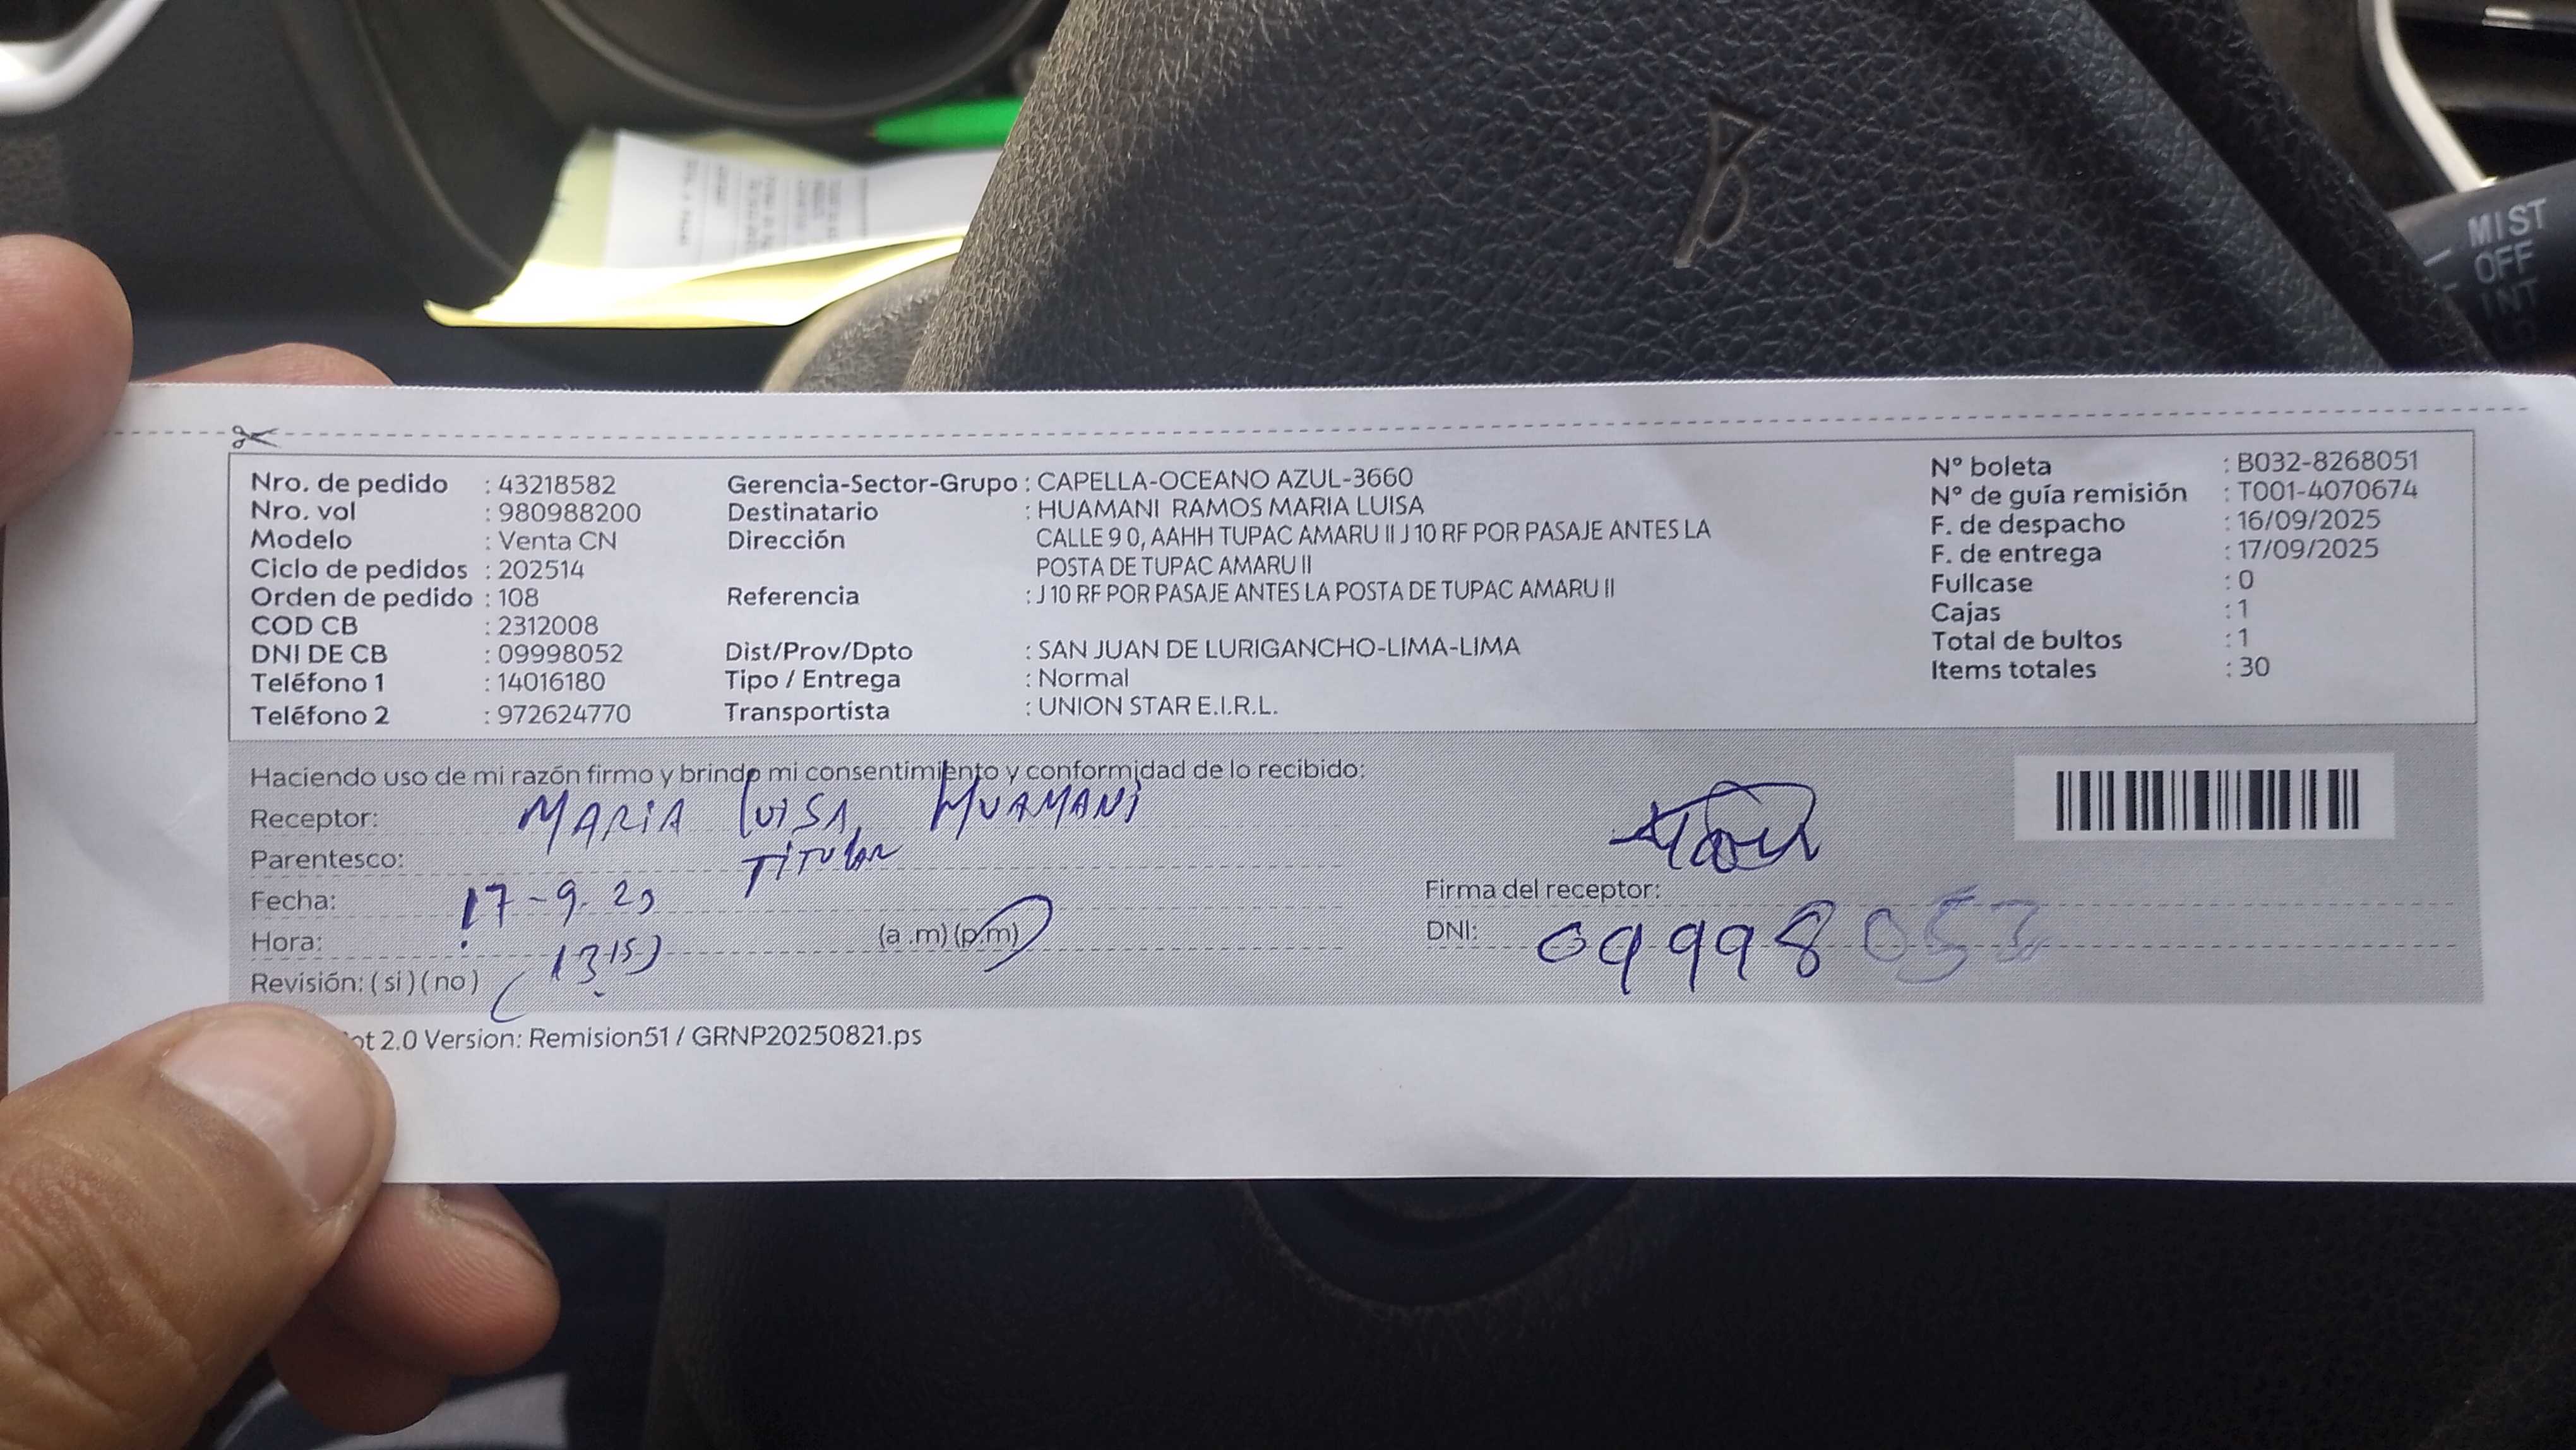 MIST
OFF
INT
Nro. de pedido : 43218582
Nro. vol : 980988200
Modelo : Venta CN
Ciclo de pedidos : 202514
Orden de pedido : 108
COD CB : 2312008
DNI DE CB : 09998052
Teléfono 1 : 14016180
Teléfono 2 : 972624770
Gerencia-Sector-Grupo : CAPELLA-OCEANO AZUL-3660
Destinatario : HUAMANI RAMOS MARIA LUISA
Dirección CALLE 9 0, AAHH TUPAC AMARU II J 10 RF POR PASAJE ANTES LA
POSTA DE TUPAC AMARU II
Referencia : J 10 RF POR PASAJE ANTES LA POSTA DE TUPAC AMARU II
Dist/Prov/Dpto : SAN JUAN DE LURIGANCHO-LIMA-LIMA
Tipo / Entrega : Normal
Transportista : UNION STAR E.I.R.L.
N° boleta : B032-8268051
N° de guía remisión : T001-4070674
F. de despacho : 16/09/2025
F. de entrega : 17/09/2025
Fullcase : 0
Cajas : 1
Total de bultos : 1
Items totales : 30
Haciendo uso de mi razón firmo y brindo mi consentimiento y conformidad de lo recibido:
Receptor: MARIA LUISA HUAMANI
Parentesco: TITULAR
Fecha: 17-9-25
Hora: 13 15 (a .m) (p.m)
Revisión: ( si ) ( no )
Firma del receptor:
DNI: 09998052
ot 2.0 Version: Remision51 / GRNP20250821.ps